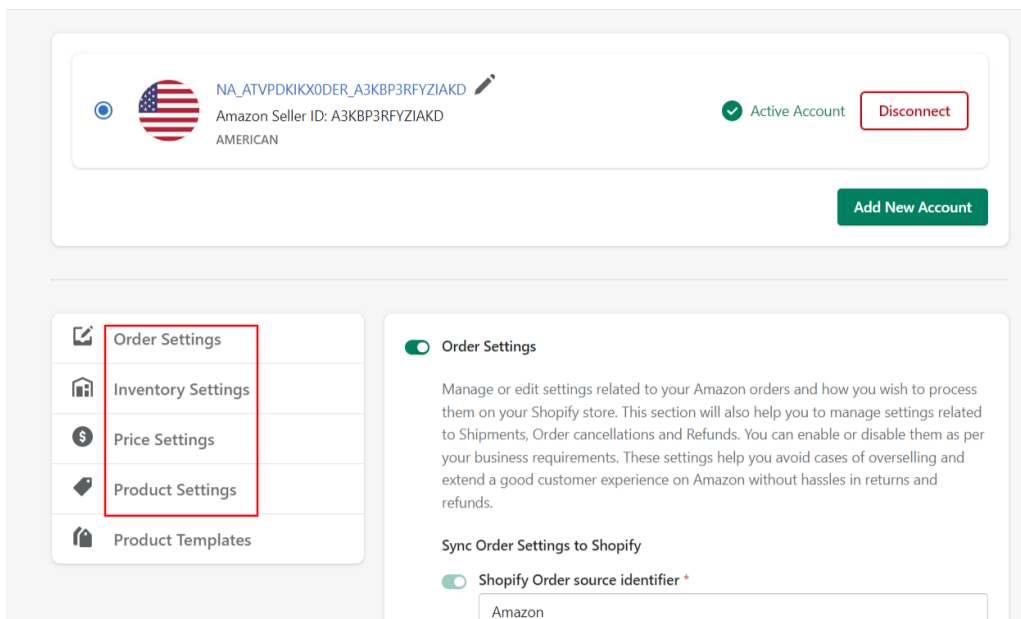 NA_ATVPDKIKX0DER_A3KBP3RFYZIAKD
Amazon Seller ID: A3KBP3RFYZIAKD
AMERICAN
Active Account
Disconnect
Add New Account
Order Settings
Inventory Settings
Price Settings
Product Settings
Product Templates
Order Settings
Manage or edit settings related to your Amazon orders and how you wish to process
them on your Shopify store. This section will also help you to manage settings related
to Shipments, Order cancellations and Refunds. You can enable or disable them as per
your business requirements. These settings help you avoid cases of overselling and
extend a good customer experience on Amazon without hassles in returns and
refunds.
Sync Order Settings to Shopify
Shopify Order source identifier *
Amazon